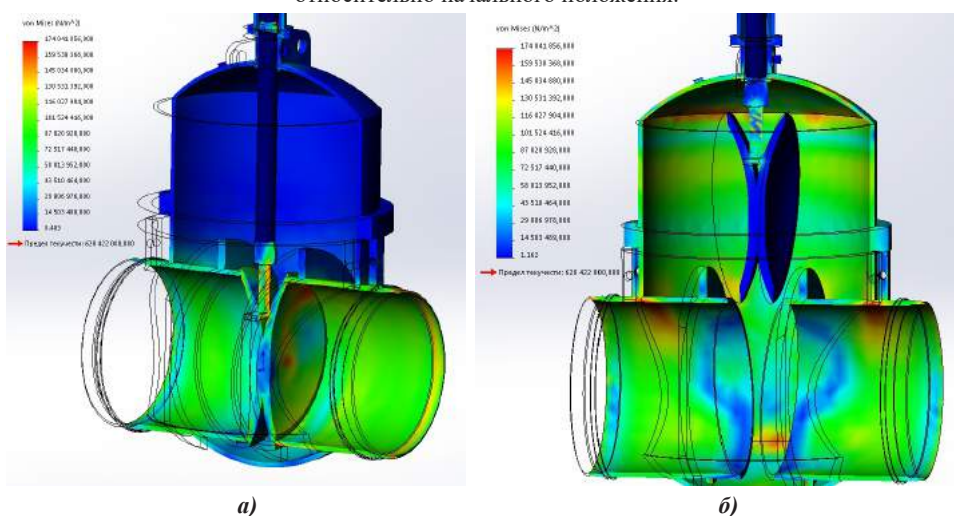 относительно начального положения.
von Mises (N/m^2)
174 041 856,000
159 538 368,000
145 034 880,000
130 531 392,000
116 027 904,000
101 524 416,000
87 020 928,000
72 517 440,000
58 013 952,000
43 510 464,000
29 006 976,000
14 503 488,000
0.483
Предел текучести: 620 422 000,000
von Mises (N/m^2)
174 041 856,000
159 538 368,000
145 034 880,000
130 531 392,000
116 027 904,000
101 524 416,000
87 020 928,000
72 517 440,000
58 013 952,000
43 510 464,000
29 006 978,000
14 503 489,000
1.162
Предел текучести: 620 422 000,000
а)
б)